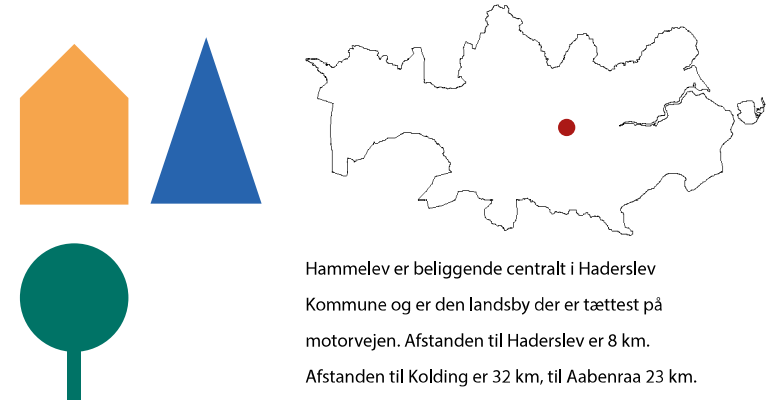 Hammelev er beliggende centralt i Haderslev
Kommune og er den landsby der er tættest på
motorvejen. Afstanden til Haderslev er 8 km.
Afstanden til Kolding er 32 km, til Aabenraa 23 km.